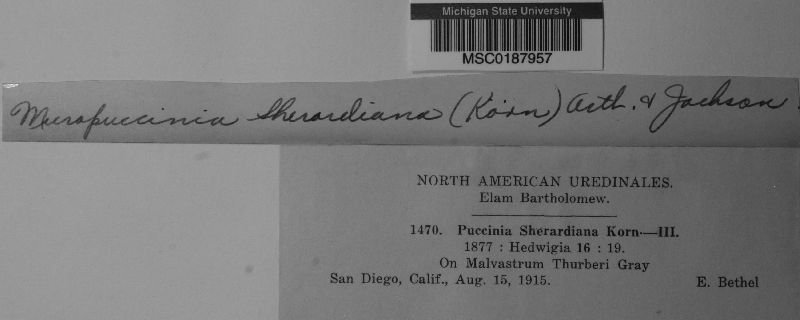 Michigan State University
MSC0187957
Muropuccinia Sherardiana (Körn) Arth. & Jackson.
NORTH AMERICAN UREDINALES.
Elam Bartholomew.
1470. Puccinia Sherardiana Korn—III.
1877 : Hedwigia 16 : 19.
On Malvastrum Thurberi Gray
San Diego, Calif., Aug. 15, 1915. E. Bethel